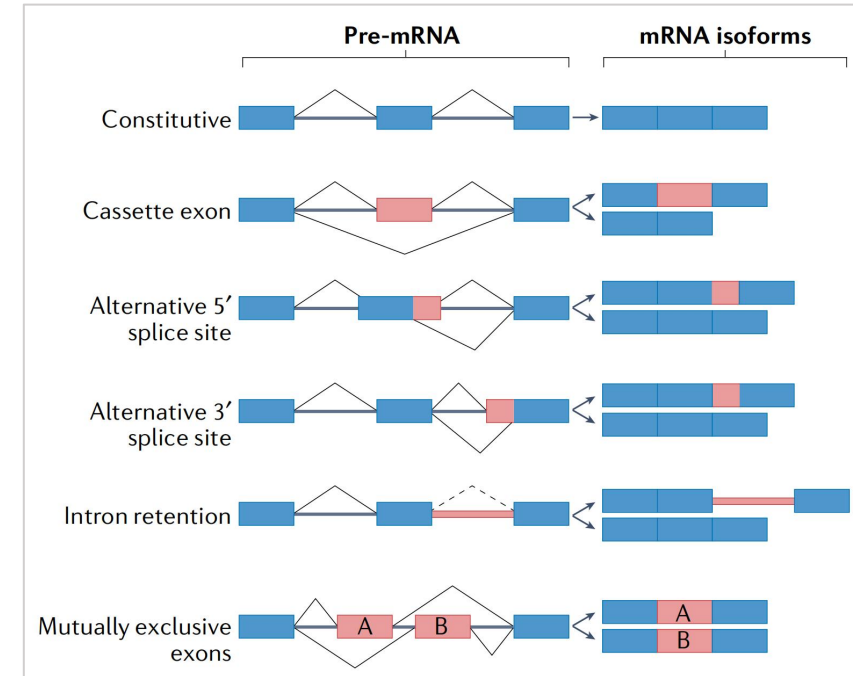 Pre-mRNA
mRNA isoforms
Constitutive
Cassette exon
Alternative 5′
splice site
Alternative 3′
splice site
Intron retention
Mutually exclusive
exons
A
B
A
B